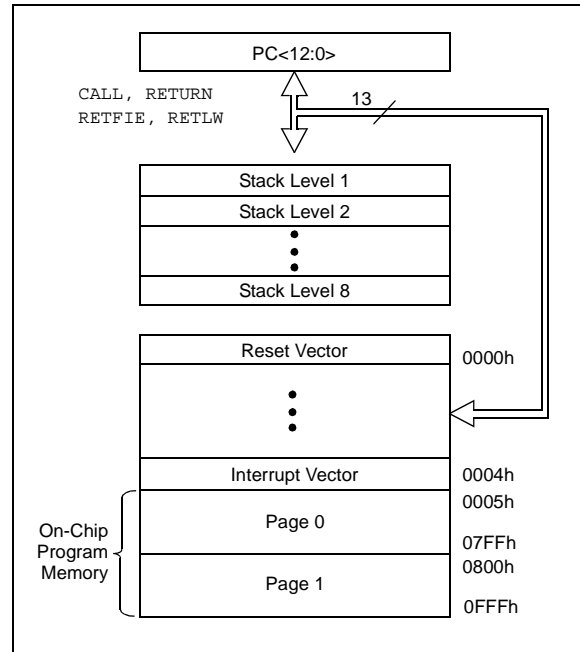 PC<12:0>
CALL, RETURN
RETFIE, RETLW
13
Stack Level 1
Stack Level 2
Stack Level 8
Reset Vector
0000h
Interrupt Vector
0004h
0005h
On-Chip
Program
Memory
Page 0
07FFh
0800h
Page 1
0FFFh